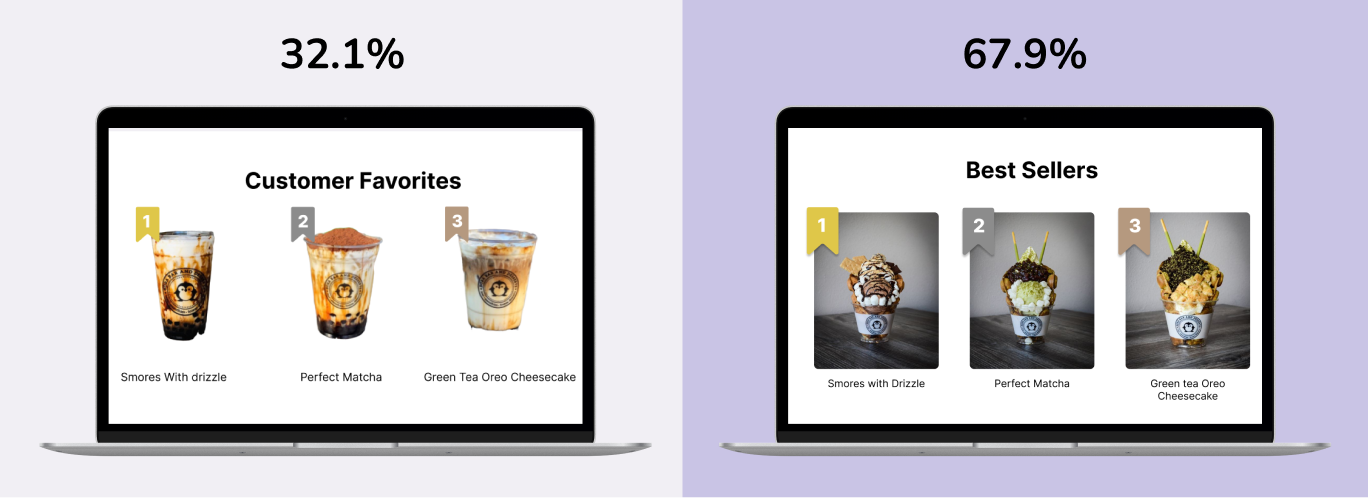 32.1%
Customer Favorites
1
2
3
Smores With drizzle
Perfect Matcha
Green Tea Oreo Cheesecake
67.9%
Best Sellers
1
2
3
Smores with Drizzle
Perfect Matcha
Green tea Oreo
Cheesecake